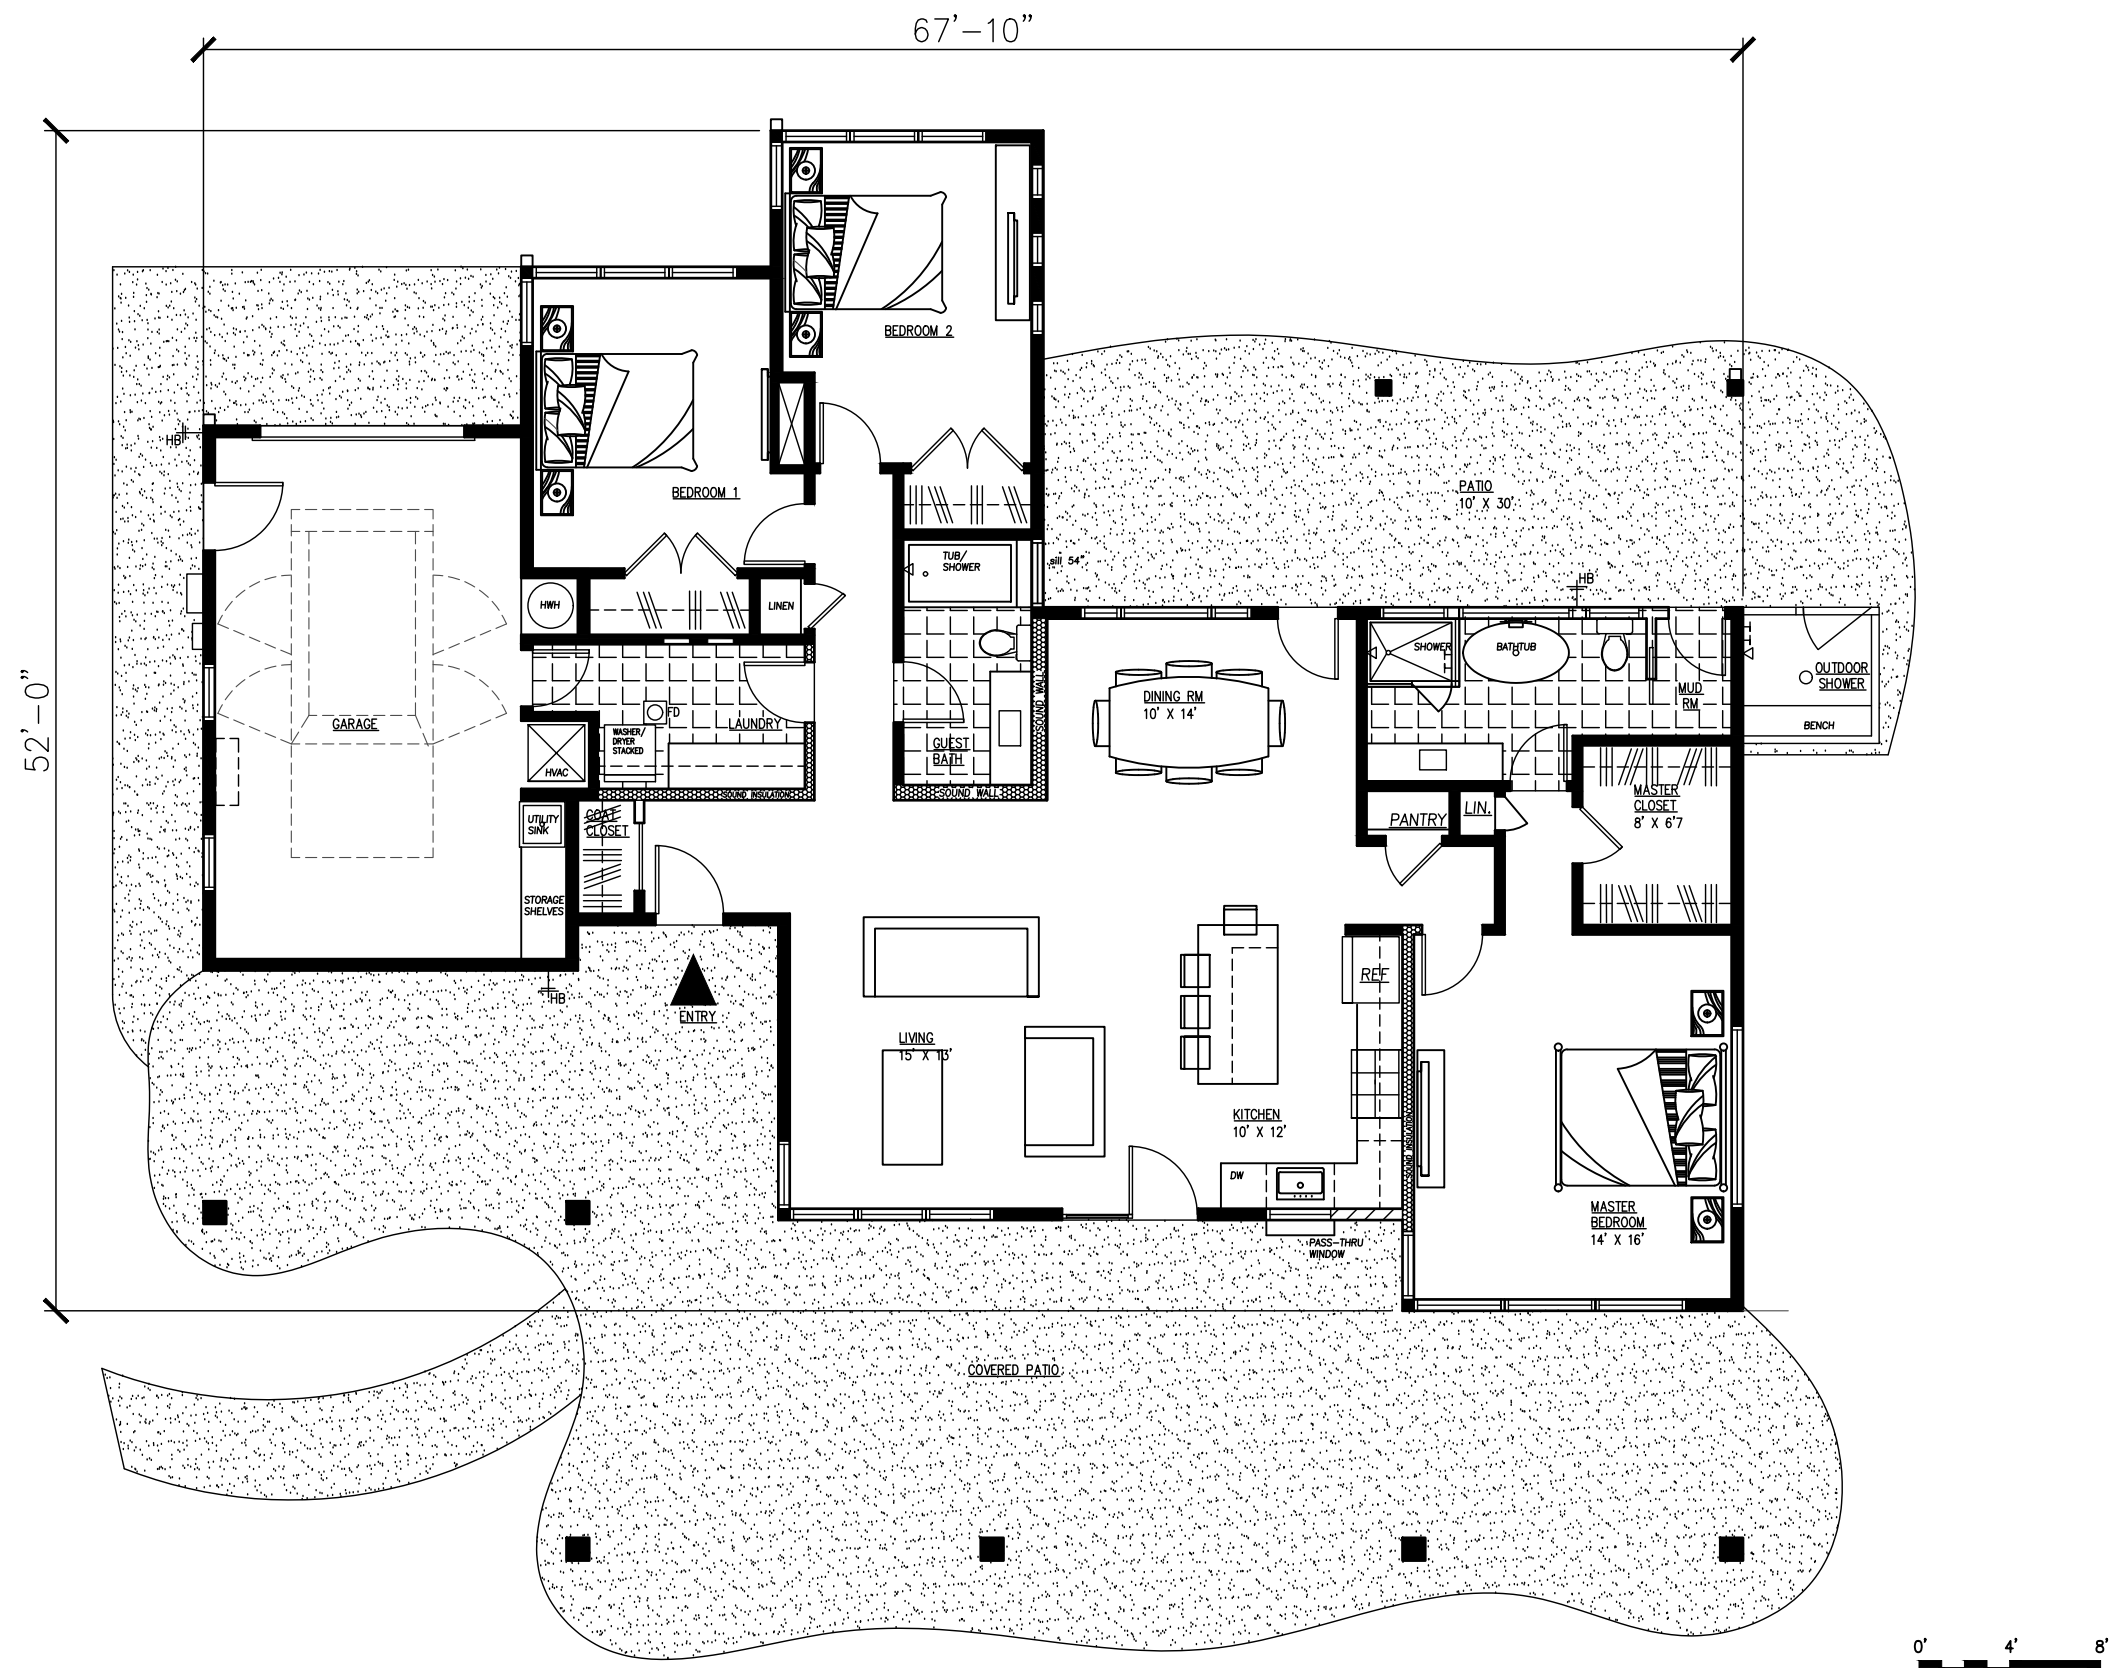 67'-10"
52'-0"
BEDROOM 2
HB
BEDROOM 1
PATIO
10' X 30'
TUB/
SHOWER
sill 54"
HB
HWH
LINEN
SHOWER
BATHTUB
OUTDOOR
SHOWER
MUD
RM
BENCH
SOUND WALL
DINING RM
10' X 14'
GARAGE
FD
LAUNDRY
WASHER/
DRYER
STACKED
GUEST
BATH
HVAC
SOUND INSULATION
SOUND WALL
MASTER
CLOSET
8' X 6'7
COAT
CLOSET
UTILITY
SINK
PANTRY
LIN.
STORAGE
SHELVES
REF
HB
ENTRY
LIVING
15' X 13'
KITCHEN
10' X 12'
SOUND INSULATION
DW
MASTER
BEDROOM
14' X 16'
PASS-THRU
WINDOW
COVERED PATIO
0' 4' 8'